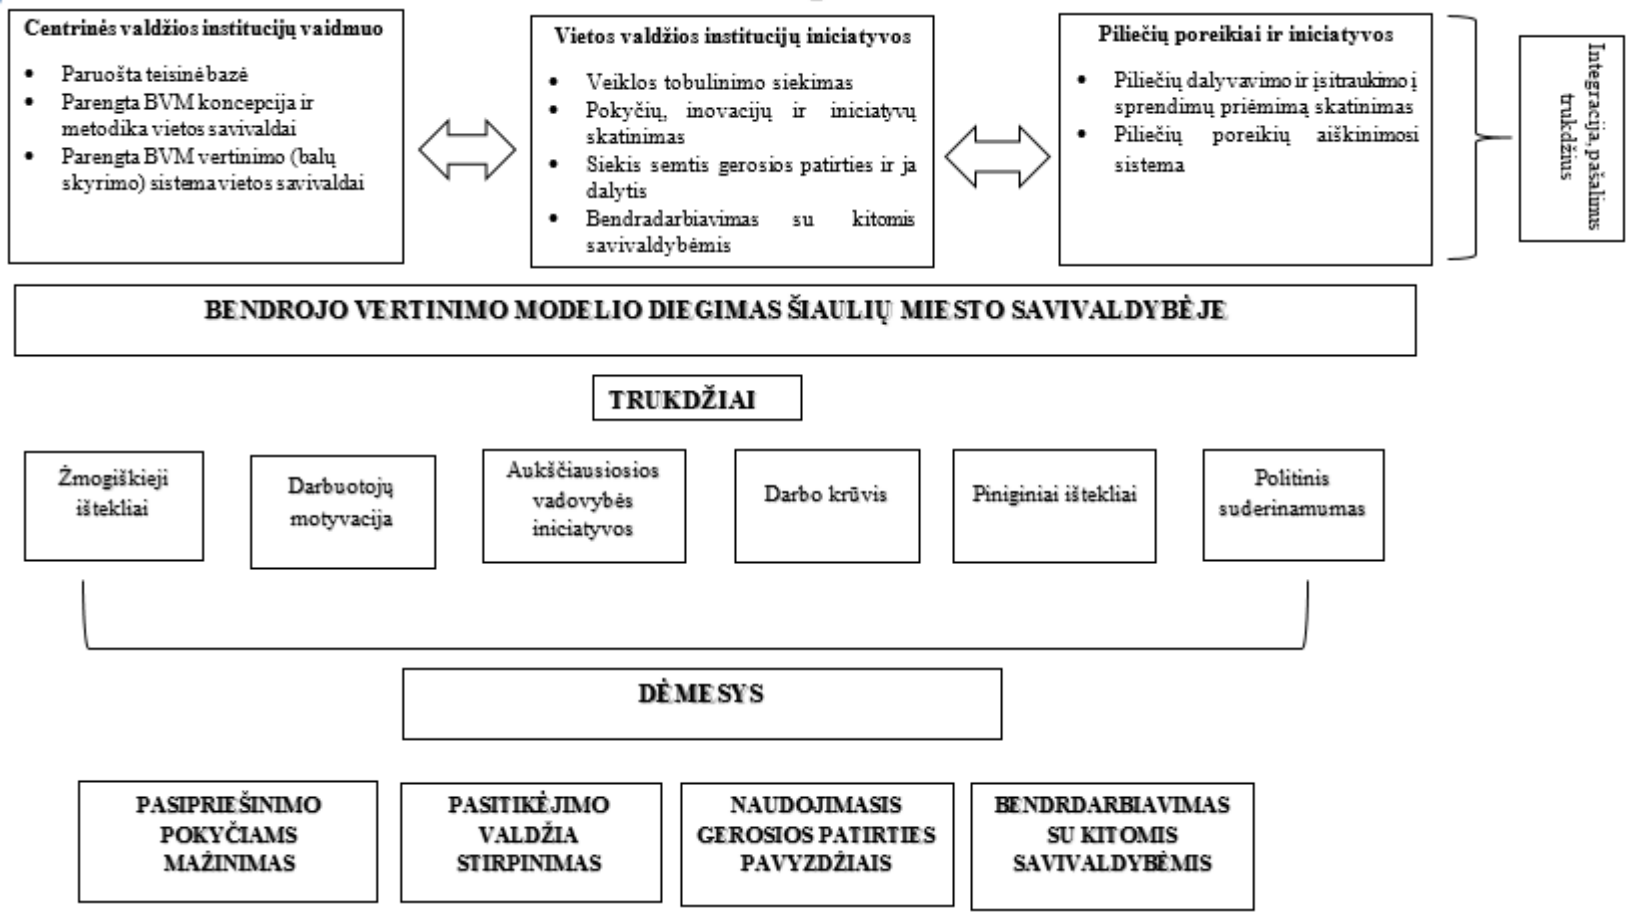 Centrinės valdžios institucijų vaidmuo
• Paruošta teisinė bazė
• Parengta BVM koncepcija ir
metodika vietos savivaldai
• Parengta BVM vertinimo (balų
skyrimo) sistema vietos savivaldai
Vietos valdžios institucijų iniciatyvos
• Veiklos tobulinimo siekimas
• Pokyčių, inovacijų ir iniciatyvų
skatinimas
• Siekis semtis gerosios patirties ir ja
dalytis
• Bendradarbiavimas su kitomis
savivaldybėmis
Piliečių poreikiai ir iniciatyvos
• Piliečių dalyvavimo ir įsitraukimo į
sprendimų priėmimą skatinimas
• Piliečių poreikių aiškinimosi
sistema
Integracija, pašalinus
trukdžius
BENDROJO VERTINIMO MODELIO DIEGIMAS ŠIAULIŲ MIESTO SAVIVALDYBĖJE
TRUKDŽIAI
Žmogiškieji
ištekliai
Darbuotojų
motyvacija
Aukščiausiosios
vadovybės
iniciatyvos
Darbo krūvis
Piniginiai ištekliai
Politinis
suderinamumas
DĖMESYS
PASIPRIEŠINIMO
POKYČIAMS
MAŽINIMAS
PASITIKĖJIMO
VALDŽIA
STIRPINIMAS
NAUDOJIMASIS
GEROSIOS PATIRTIES
PAVYZDŽIAIS
BENDRDARBIAVIMAS
SU KITOMIS
SAVIVALDYBĖMIS